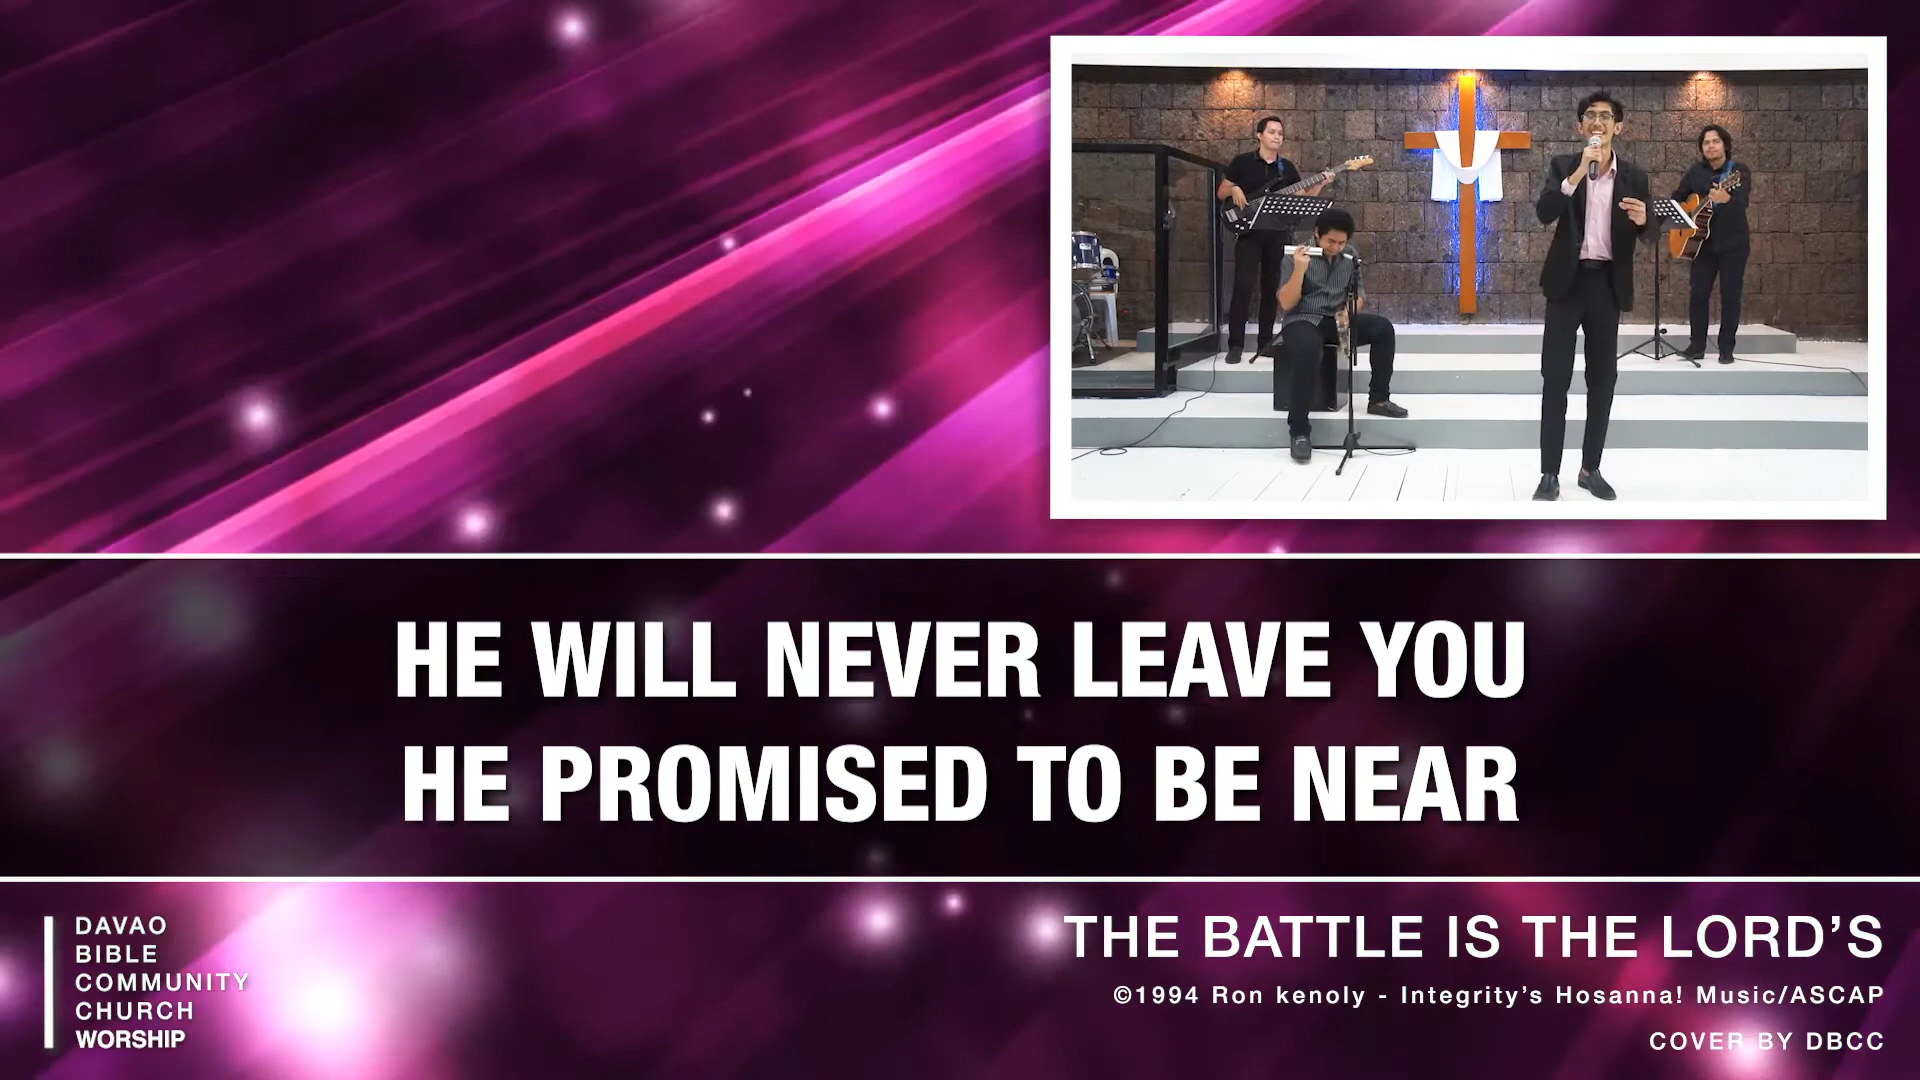 HE WILL NEVER LEAVE YOU
HE PROMISED TO BE NEAR
DAVAO
BIBLE
COMMUNITY
CHURCH
WORSHIP
THE BATTLE IS THE LORD’S
©1994 Ron kenoly - Integrity’s Hosanna! Music/ASCAP
COVER BY DBCC